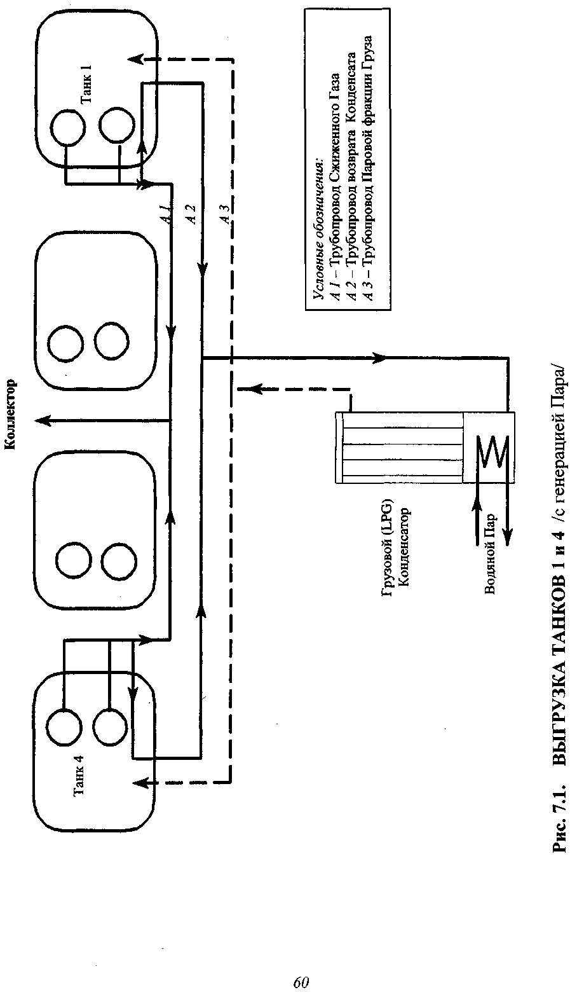 Коллектор
Танк 4
Танк 1
А 1
А 2
А 3
Грузовой (LPG)
Конденсатор
Водяной Пар
Условные обозначения:
А 1 – Трубопровод Сжиженного Газа
А 2 – Трубопровод возврата Конденсата
А 3 – Трубопровод Паровой фракции Груза
Рис. 7.1. ВЫГРУЗКА ТАНКОВ 1 и 4 /с генерацией Пара/
60